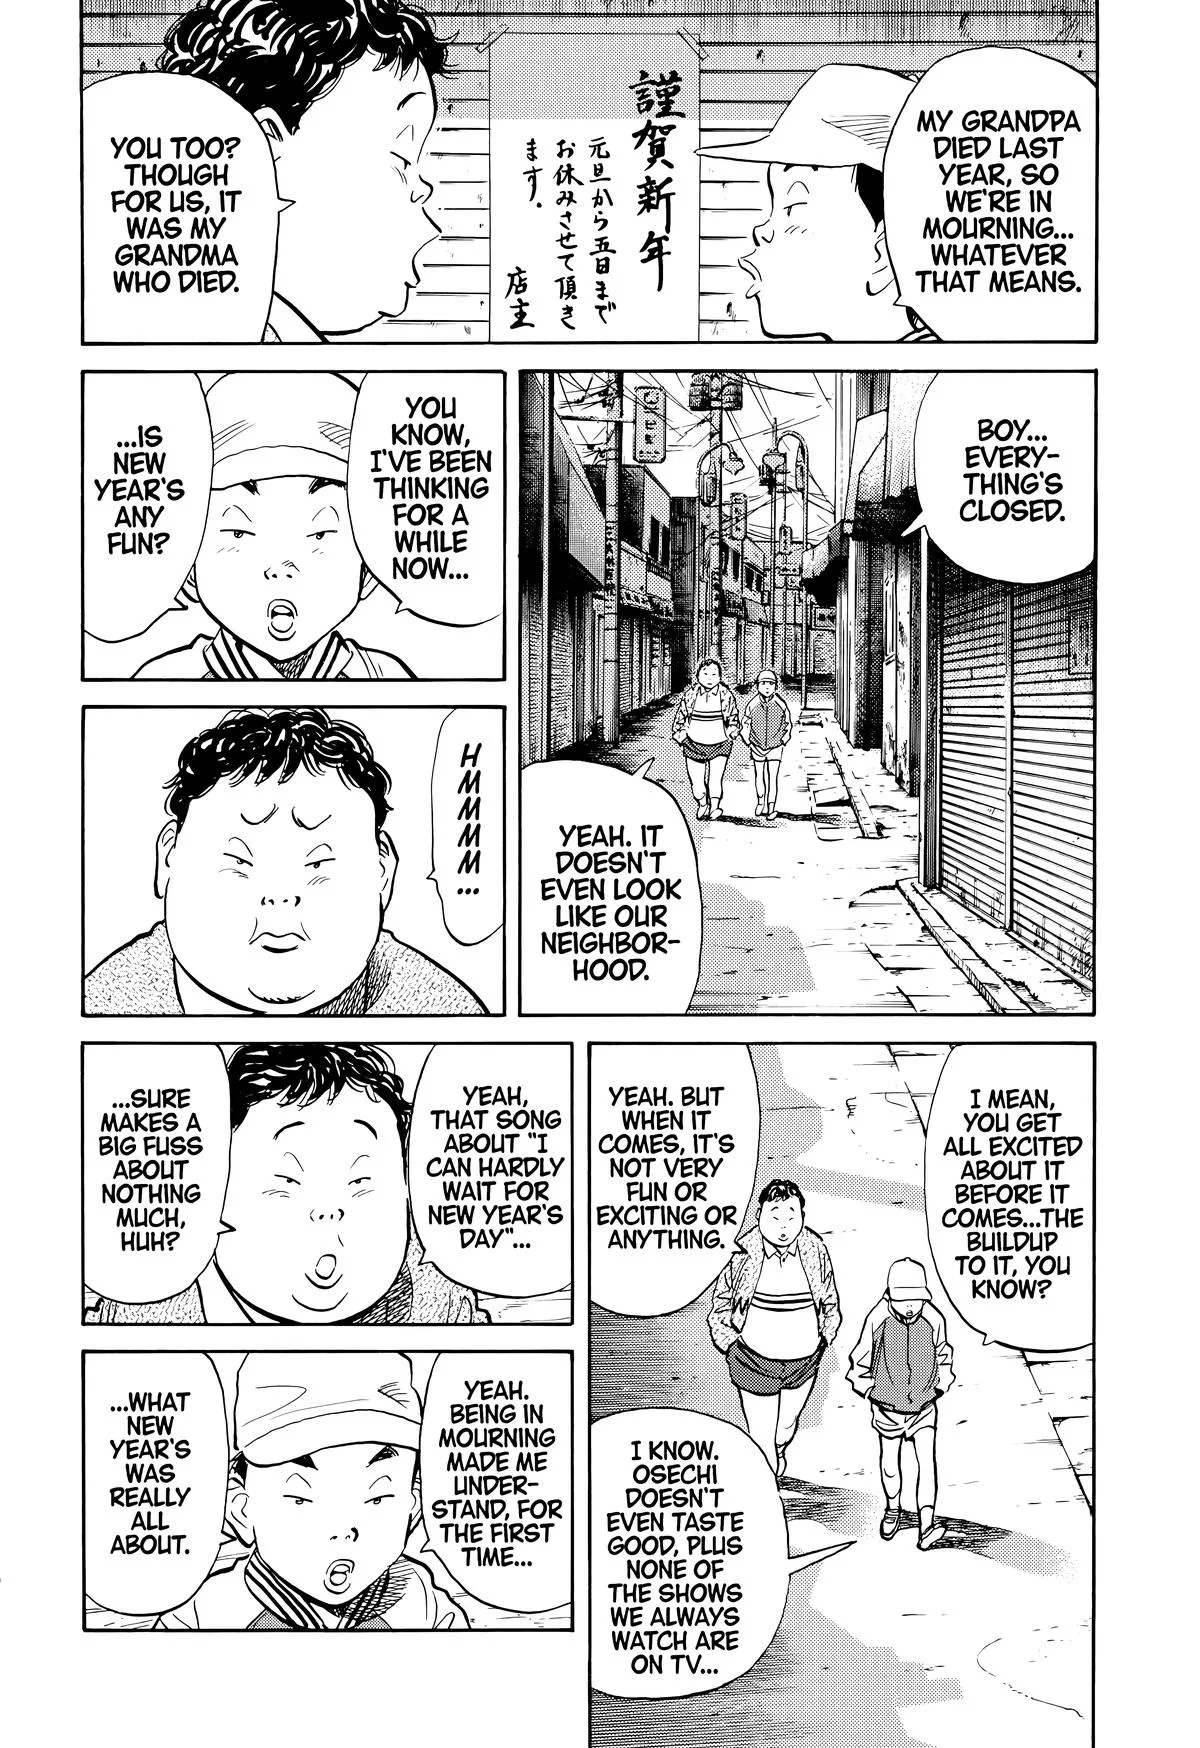 MY GRANDPA
DIED LAST
YEAR, SO
WE'RE IN
MOURNING...
WHATEVER
THAT MEANS.
謹賀新年
元旦から五日まで
お休みさせて頂き
ます.
店主
YOU TOO?
THOUGH
FOR US, IT
WAS MY
GRANDMA
WHO DIED.
BOY...
EVERY-
THING'S
CLOSED.
YEAH. IT
DOESN'T
EVEN LOOK
LIKE OUR
NEIGHBOR-
HOOD.
YOU
KNOW,
I'VE BEEN
THINKING
FOR A
WHILE
NOW...
...IS
NEW
YEAR'S
ANY
FUN?
HMMMM...
I MEAN,
YOU GET
ALL EXCITED
ABOUT IT
BEFORE IT
COMES...THE
BUILDUP
TO IT, YOU
KNOW?
YEAH. BUT
WHEN IT
COMES, IT'S
NOT VERY
FUN OR
EXCITING OR
ANYTHING.
I KNOW.
OSECHI
DOESN'T
EVEN TASTE
GOOD, PLUS
NONE OF
THE SHOWS
WE ALWAYS
WATCH ARE
ON TV...
YEAH,
THAT SONG
ABOUT "I
CAN HARDLY
WAIT FOR
NEW YEAR'S
DAY"...
...SURE
MAKES A
BIG FUSS
ABOUT
NOTHING
MUCH,
HUH?
YEAH.
BEING IN
MOURNING
MADE ME
UNDER-
STAND, FOR
THE FIRST
TIME...
...WHAT
NEW
YEAR'S
WAS
REALLY
ALL
ABOUT.